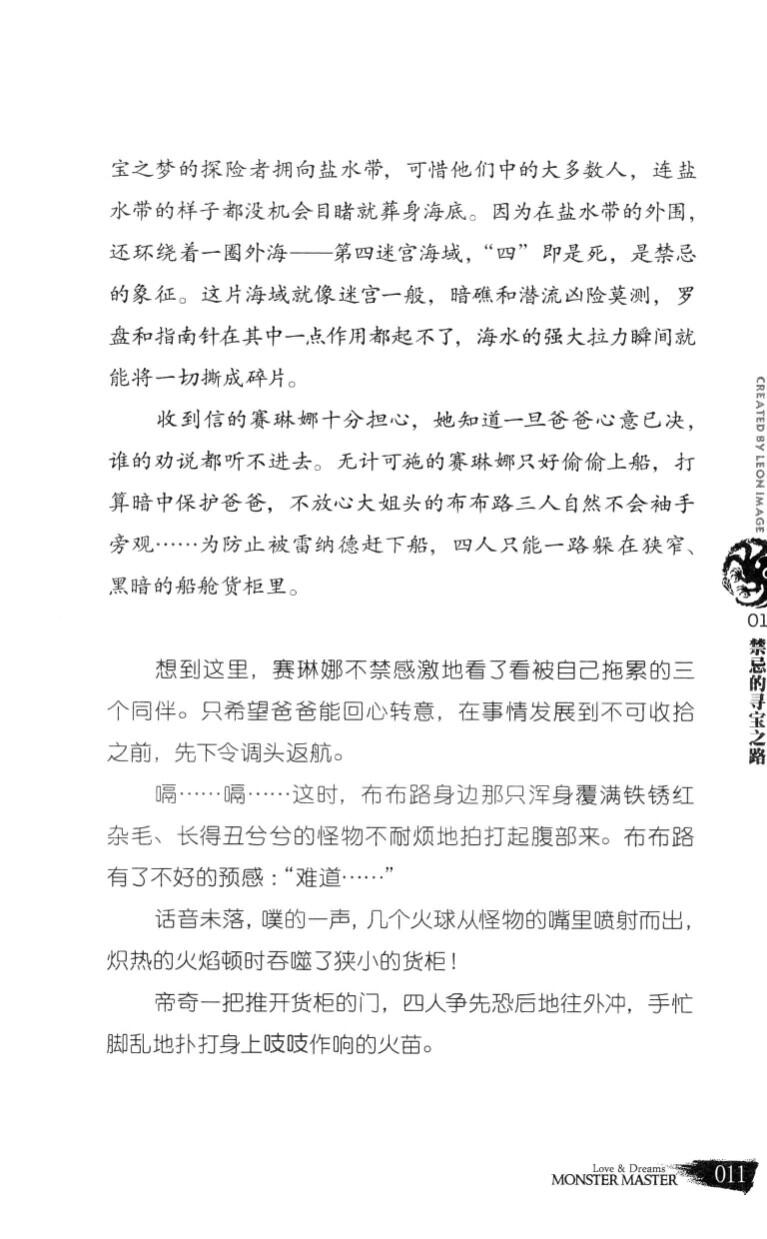 宝之梦的探险者拥向盐水带，可惜他们中的大多数人，连盐
水带的样子都没机会目睹就葬身海底。因为在盐水带的外围，
还环绕着一圈外海——第四迷宫海域，“四”即是死，是禁忌
的象征。这片海域就像迷宫一般，暗礁和潜流凶险莫测，罗
盘和指南针在其中一点作用都起不了，海水的强大拉力瞬间就
能将一切撕成碎片。
收到信的赛琳娜十分担心，她知道一旦爸爸心意已决，
谁的劝说都听不进去。无计可施的赛琳娜只好偷偷上船，打
算暗中保护爸爸，不放心大姐头的布布路三人自然不会袖手
旁观……为防止被雷纳德赶下船，四人只能一路躲在狭窄、
黑暗的船舱货柜里。
想到这里，赛琳娜不禁感激地看了看被自己拖累的三
个同伴。只希望爸爸能回心转意，在事情发展到不可收拾
之前，先下令调头返航。
嗝……嗝……这时，布布路身边那只浑身覆满铁锈红
杂毛、长得丑兮兮的怪物不耐烦地拍打起腹部来。布布路
有了不好的预感：“难道……”
话音未落，噗的一声，几个火球从怪物的嘴里喷射而出，
炽热的火焰顿时吞噬了狭小的货柜！
帝奇一把推开货柜的门，四人争先恐后地往外冲，手忙
脚乱地扑打身上吱吱作响的火苗。
CREATED BY LEON IMAGE
01
禁忌的寻宝之路
Love & Dreams
MONSTER MASTER
011